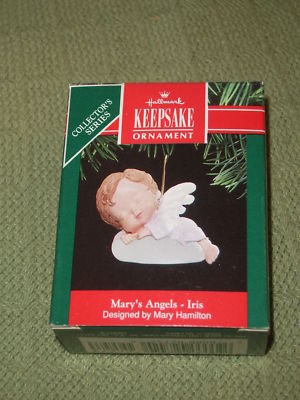 COLLECTOR'S
SERIES
Hallmark
KEEPSAKE
ORNAMENT
Mary's Angels - Iris
Designed by Mary Hamilton